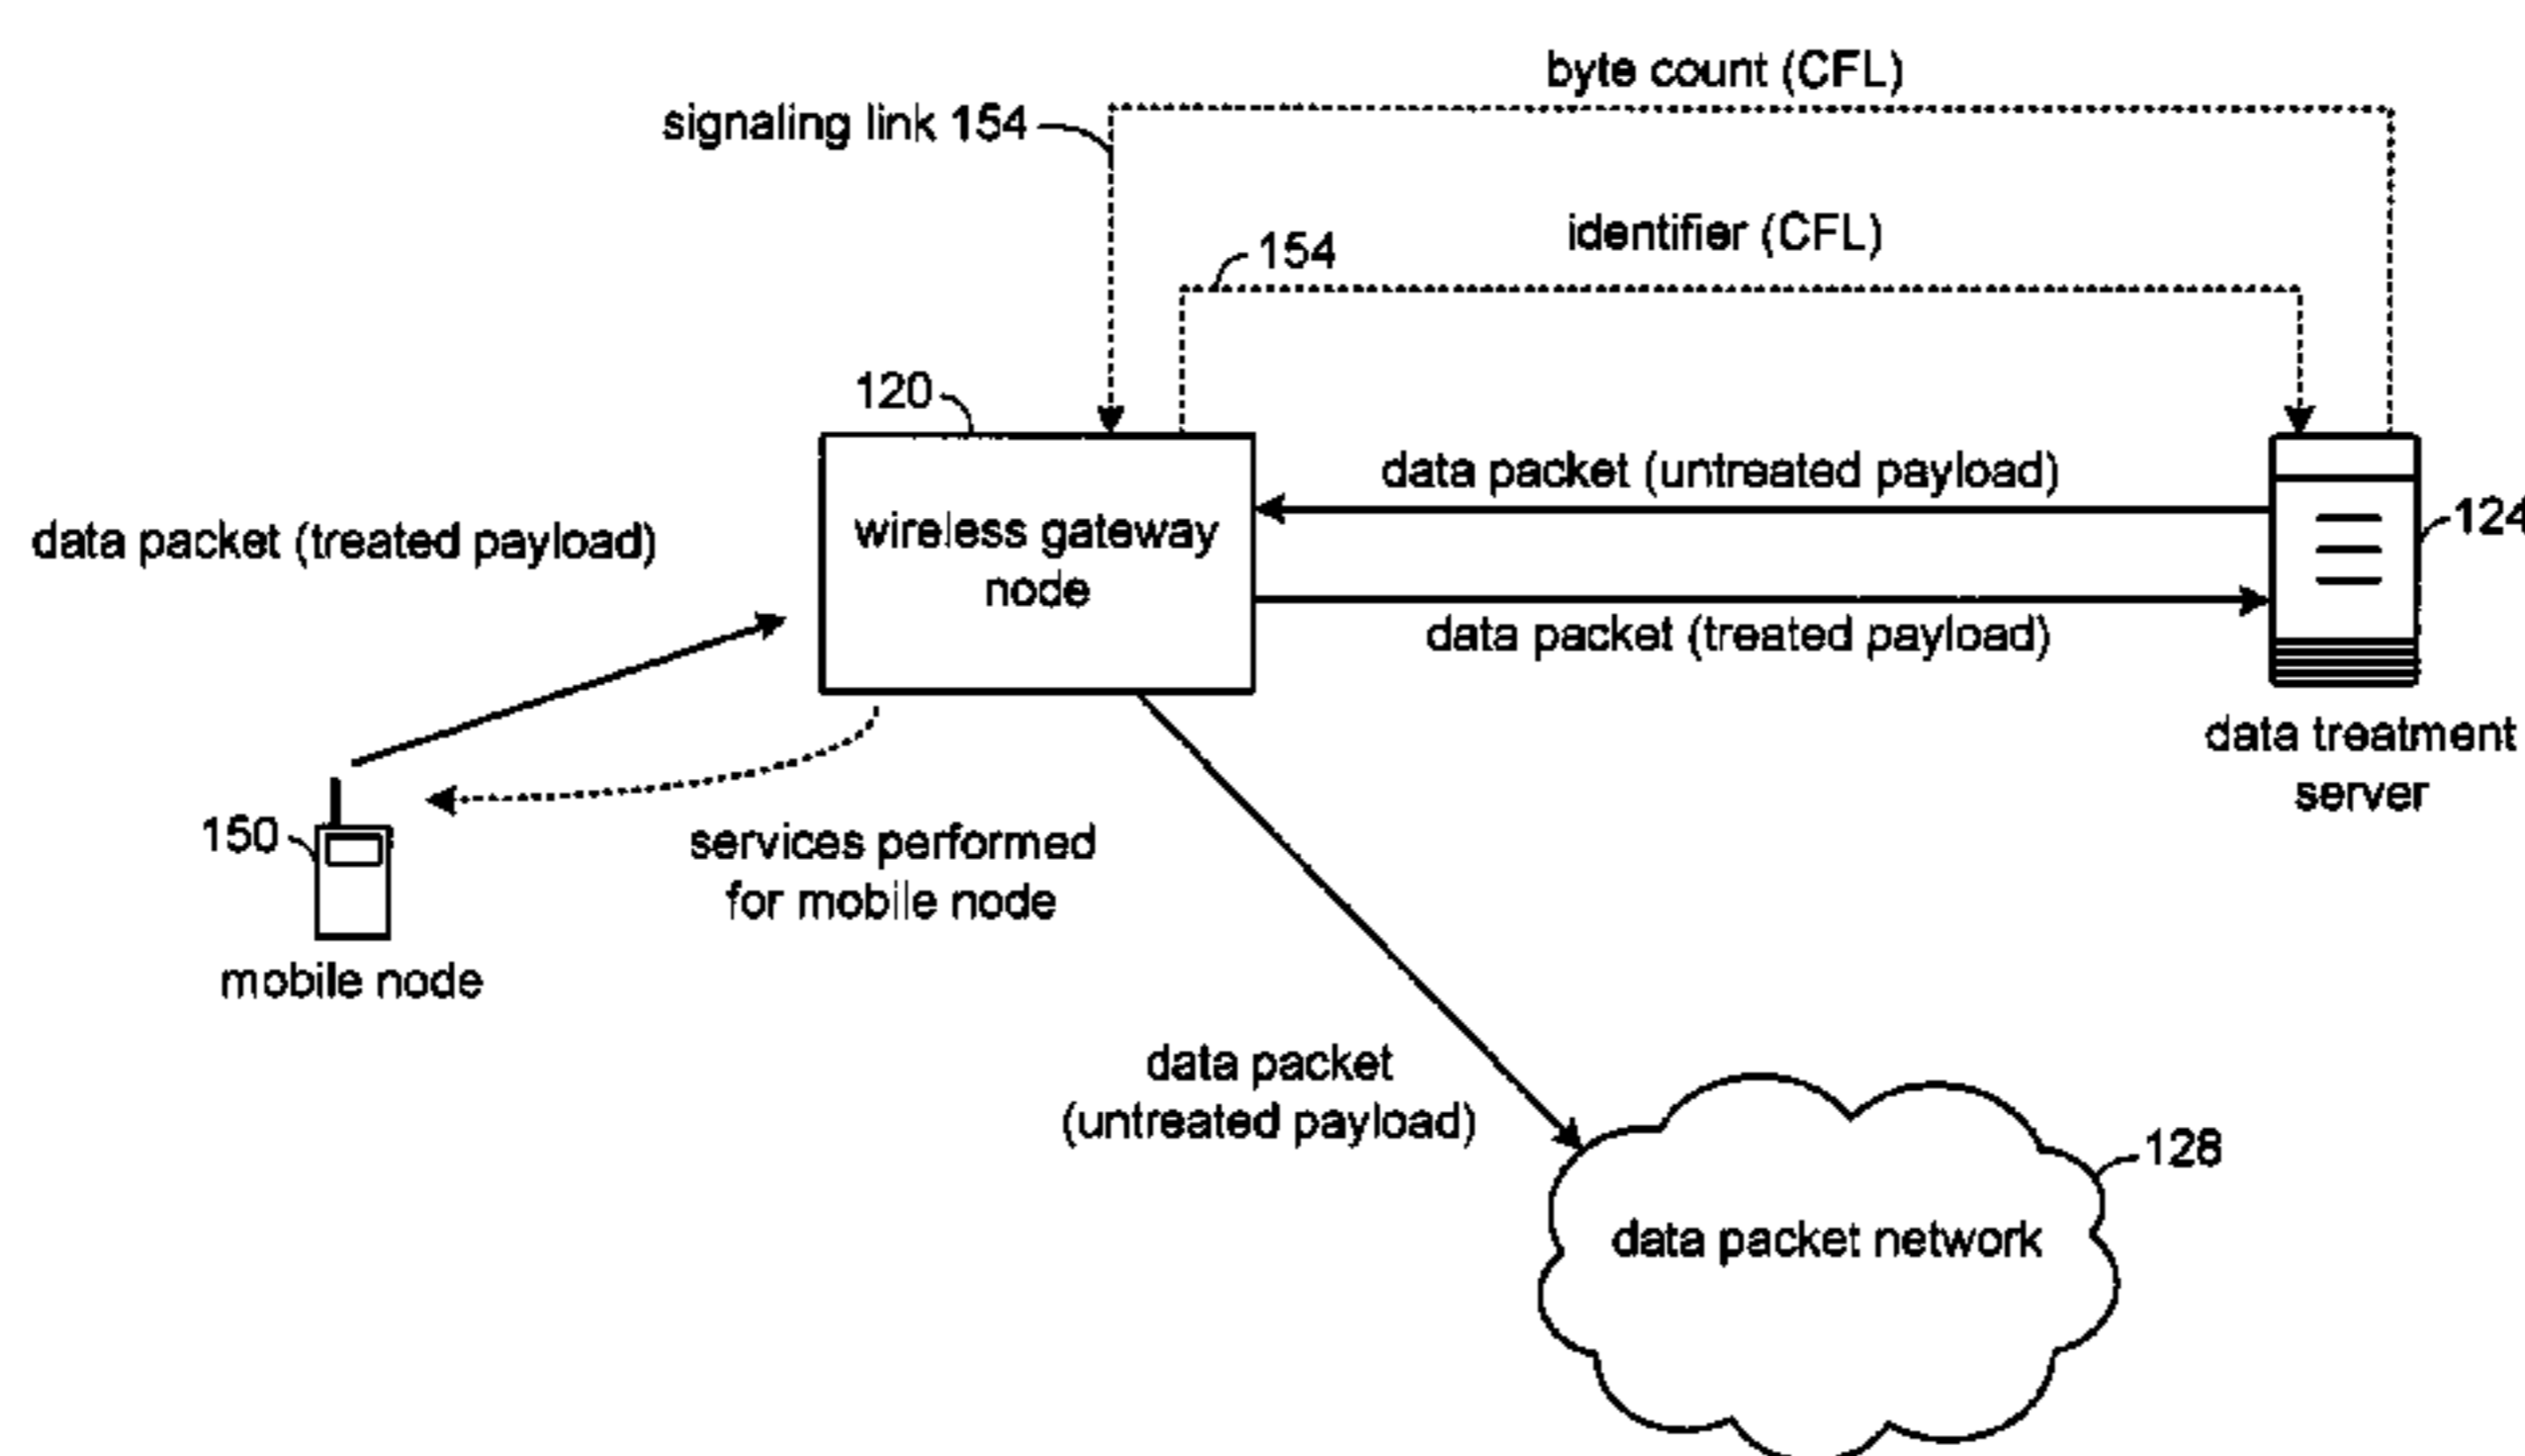 byte count (CFL)
signaling link 154
identifier (CFL)
154
120
data packet (untreated payload)
124
data packet (treated payload)
wireless gateway
node
data packet (treated payload)
data treatment
server
150
services performed
for mobile node
mobile node
data packet
(untreated payload)
128
data packet network